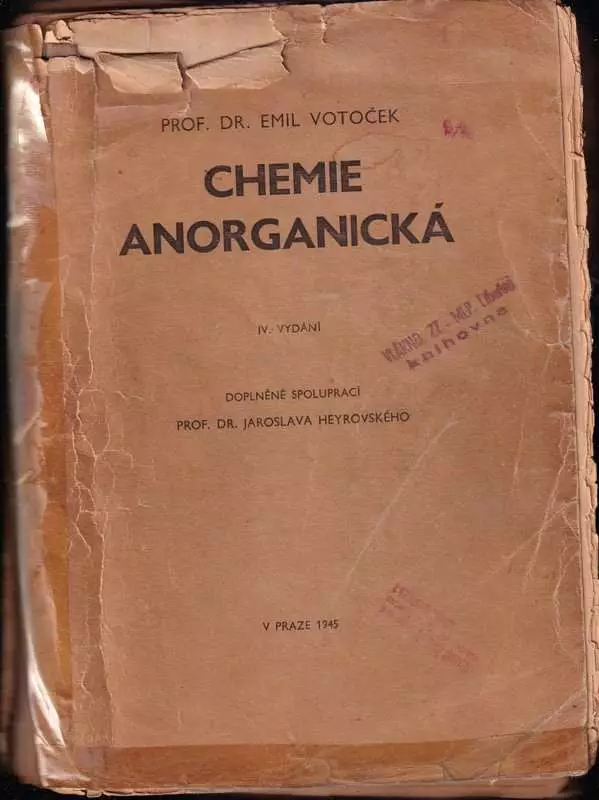 PROF. DR. EMIL VOTOČEK
CHEMIE
ANORGANICKÁ
IV. VYDÁNÍ
knihovna
DOPLNĚNÉ SPOLUPRACÍ
PROF. DR. JAROSLAVA HEYROVSKÉHO
V PRAZE 1945